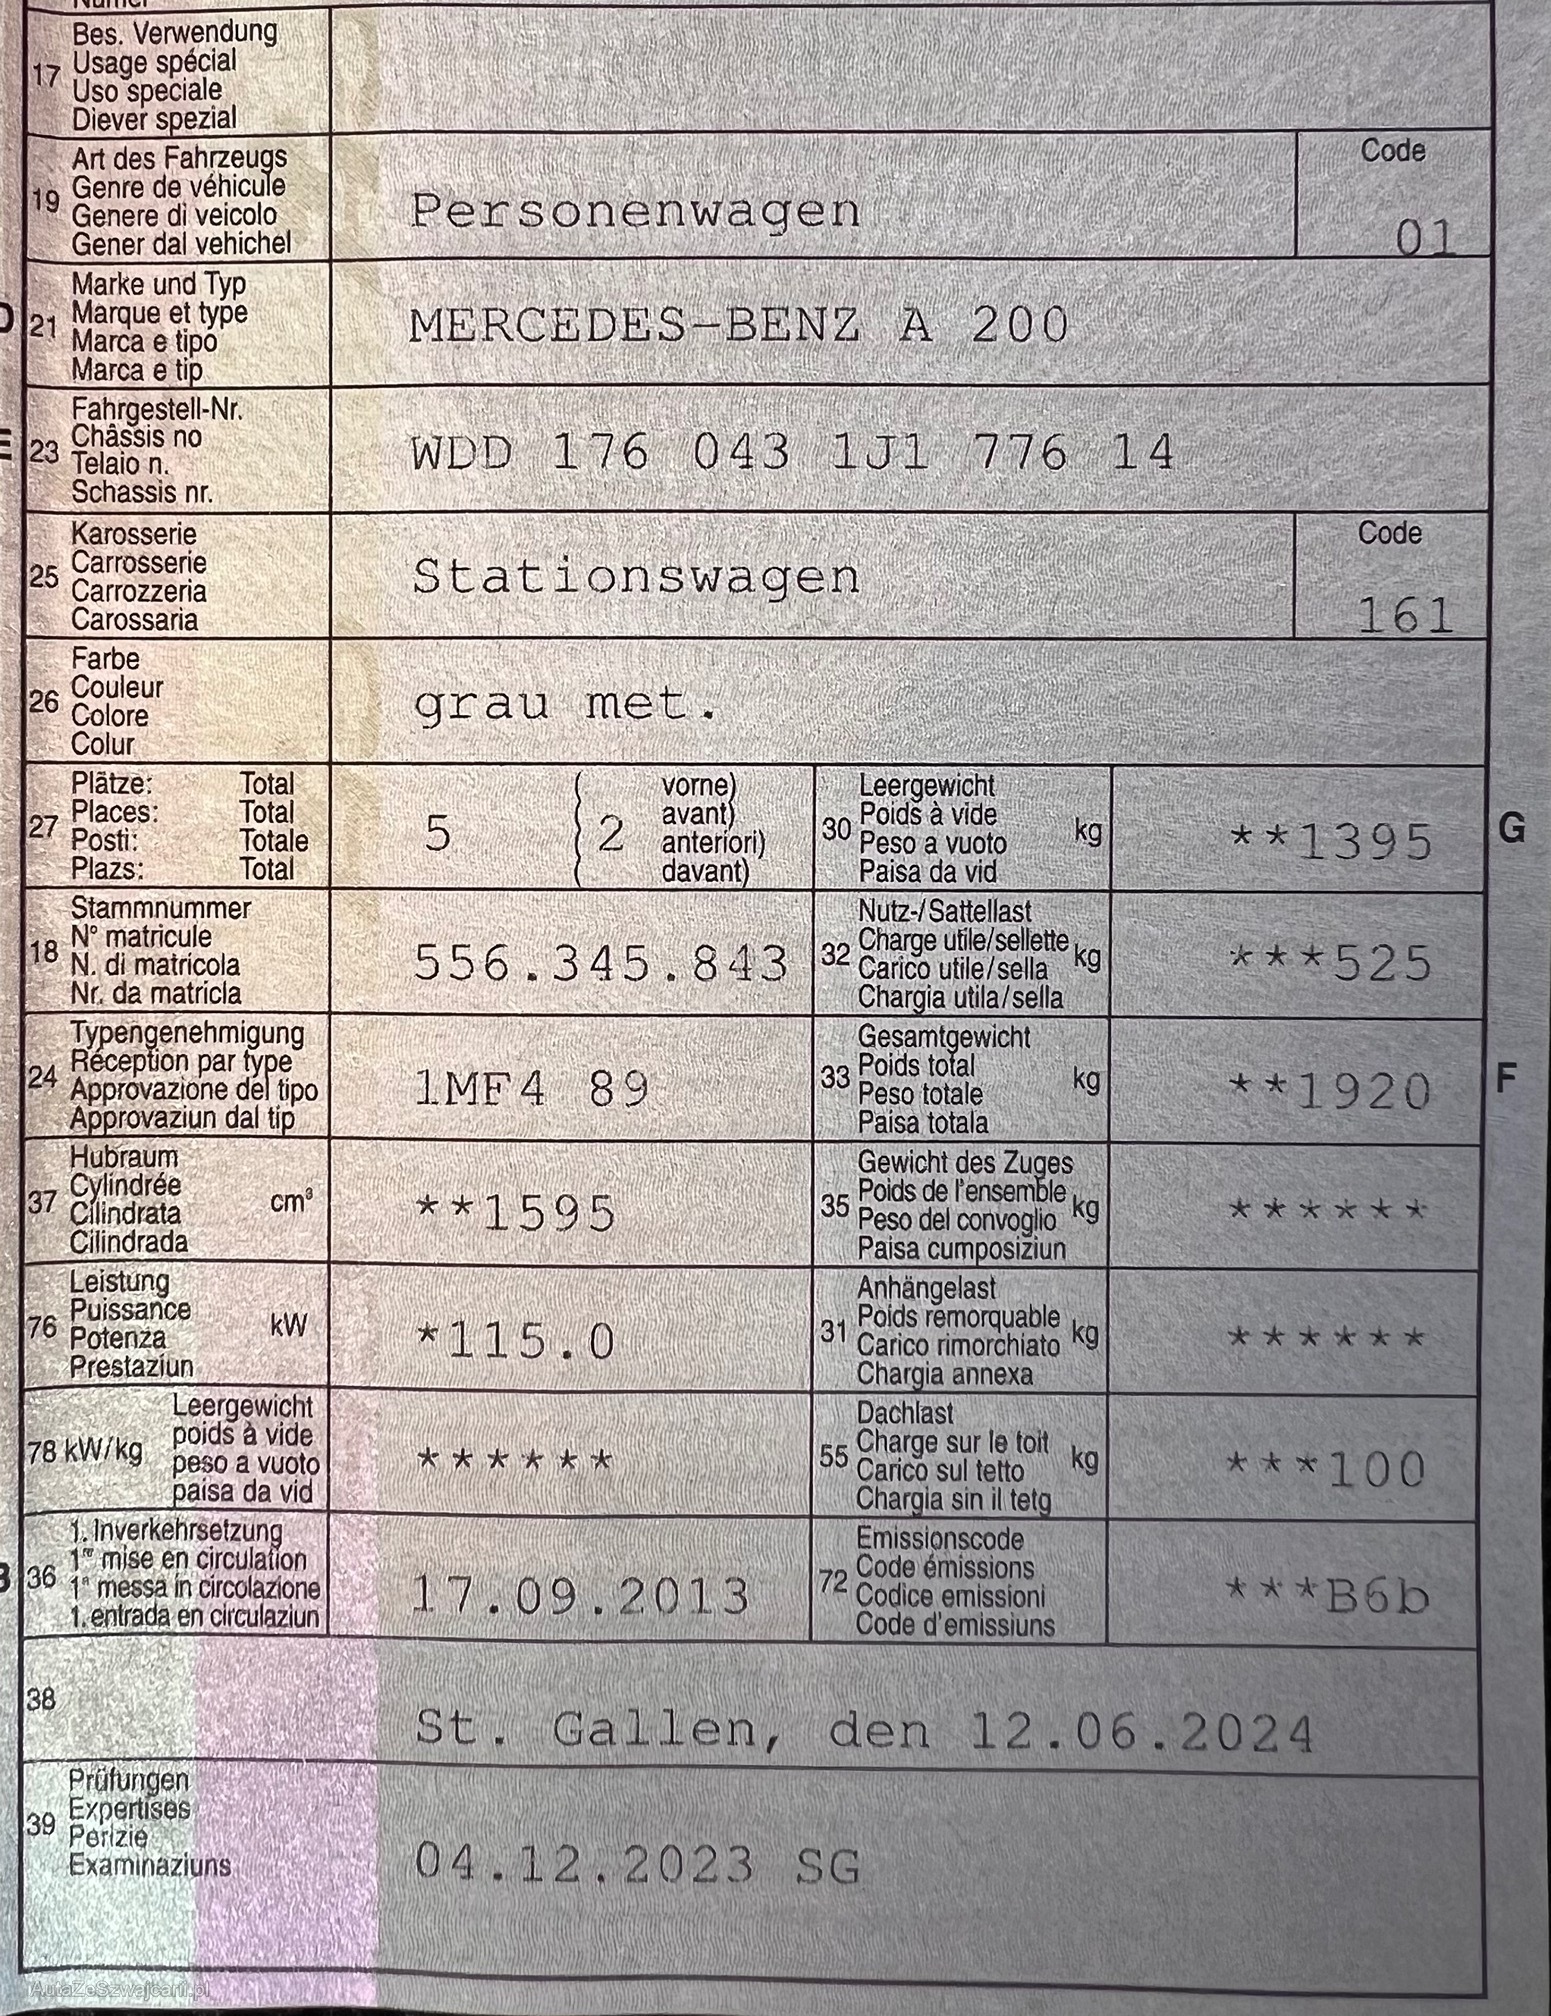 Numer
17
Bes. Verwendung
Usage spécial
Uso speciale
Diever spezial
19
Art des Fahrzeugs
Genre de véhicule
Genere di veicolo
Gener dal vehichel
Personenwagen
Code
01
D
21
Marke und Typ
Marque et type
Marca e tipo
Marca e tip
MERCEDES-BENZ A 200
E
23
Fahrgestell-Nr.
Châssis no
Telaio n.
Schassis nr.
WDD 176 043 1J1 776 14
25
Karosserie
Carrosserie
Carrozzeria
Carossaria
Stationswagen
Code
161
26
Farbe
Couleur
Colore
Colur
grau met.
27
Plätze: Total
Places: Total
Posti: Totale
Plazs: Total
5 ( 2
vorne)
avant)
anteriori)
davant)
30
Leergewicht
Poids à vide
Peso a vuoto
Paisa da vid
kg
**1395
G
18
Stammnummer
N° matricule
N. di matricola
Nr. da matricla
556.345.843
32
Nutz-/Sattellast
Charge utile/sellette
Carico utile/sella
Chargia utila/sella
kg
***525
24
Typengenehmigung
Réception par type
Approvazione del tipo
Approvaziun dal tip
1MF4 89
33
Gesamtgewicht
Poids total
Peso totale
Paisa totala
kg
**1920
F
37
Hubraum
Cylindrée
Cilindrata
Cilindrada
cm³
**1595
35
Gewicht des Zuges
Poids de l'ensemble
Peso del convoglio
Paisa cumposiziun
kg
******
76
Leistung
Puissance
Potenza
Prestaziun
kW
*115.0
31
Anhängelast
Poids remorquable
Carico rimorchiato
Chargia annexa
kg
******
78 kW/kg
Leergewicht
poids à vide
peso a vuoto
paisa da vid
******
55
Dachlast
Charge sur le toit
Carico sul tetto
Chargia sin il tetg
kg
***100
B
36
1. Inverkehrsetzung
1re mise en circulation
1a messa in circolazione
1. entrada en circulaziun
17.09.2013
72
Emissionscode
Code émissions
Codice emissioni
Code d'emissiuns
***B6b
38
St. Gallen, den 12.06.2024
39
Prüfungen
Expertises
Perizie
Examinaziuns
04.12.2023 SG
AutaZeSzwajcarii.pl